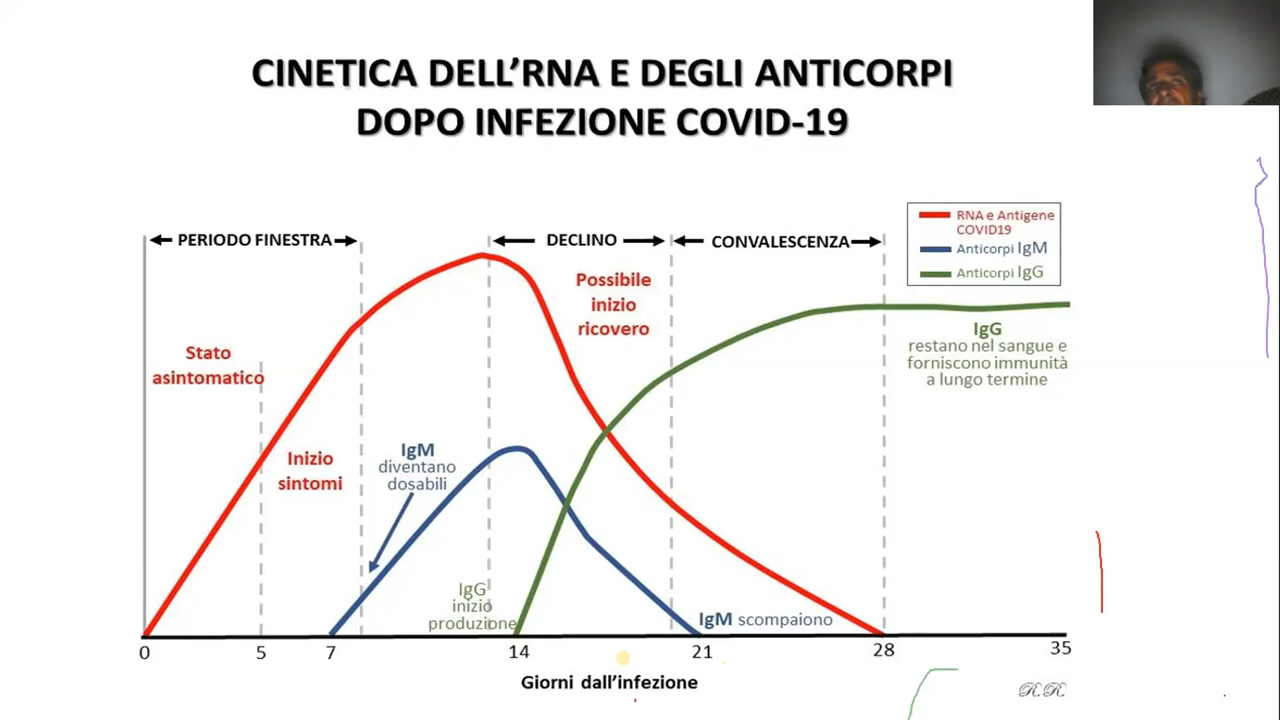 CINETICA DELL'RNA E DEGLI ANTICORPI
DOPO INFEZIONE COVID-19
RNA e Antigene
COVID19
Anticorpi IgM
Anticorpi IgG
PERIODO FINESTRA
DECLINO
CONVALESCENZA
Possibile
inizio
ricovero
IgG
restano nel sangue e
forniscono immunità
a lungo termine
Stato
asintomatico
Inizio
sintomi
IgM
diventano
dosabili
IgG
inizio
produzione
IgM scompaiono
0 5 7 14 21 28 35
Giorni dall'infezione
R.R.